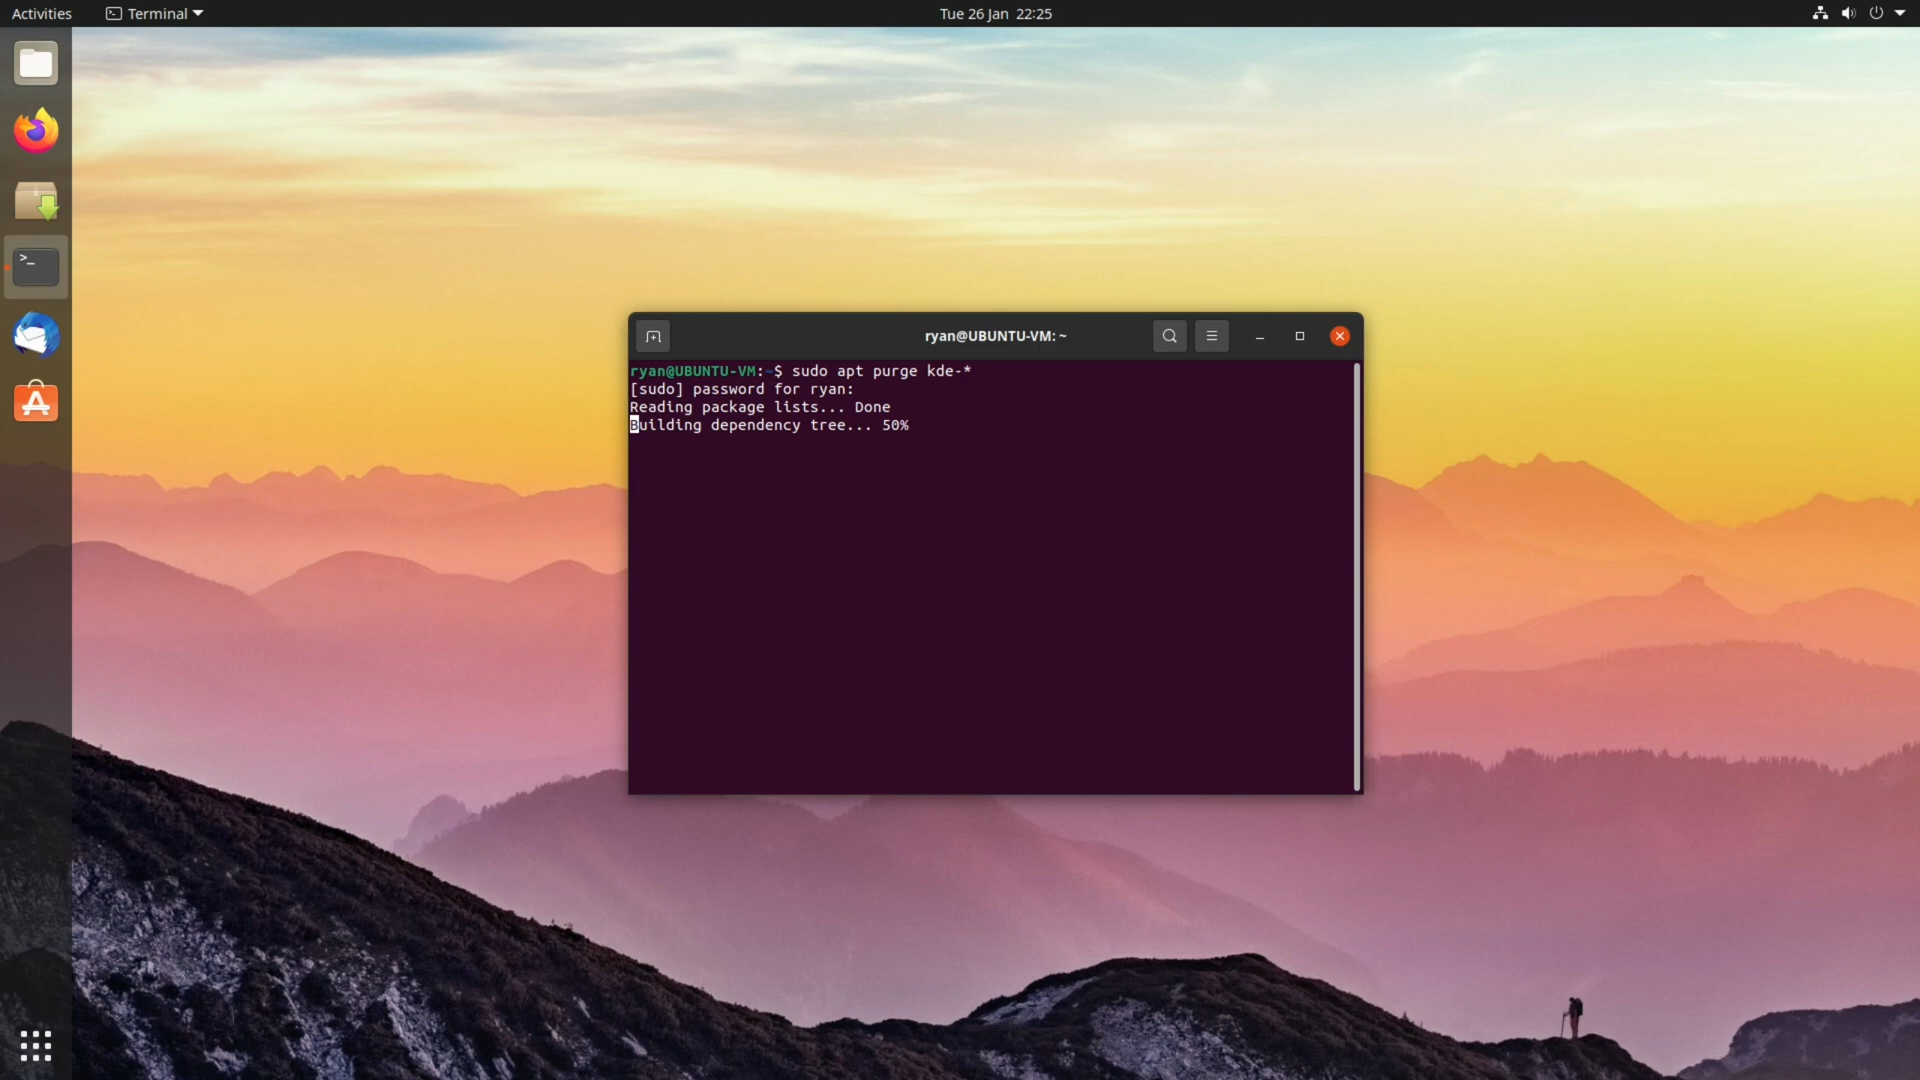 Activities
Terminal
Tue 26 Jan 22:25
ryan@UBUNTU-VM: ~
ryan@UBUNTU-VM:~$ sudo apt purge kde-*
[sudo] password for ryan:
Reading package lists... Done
Building dependency tree... 50%